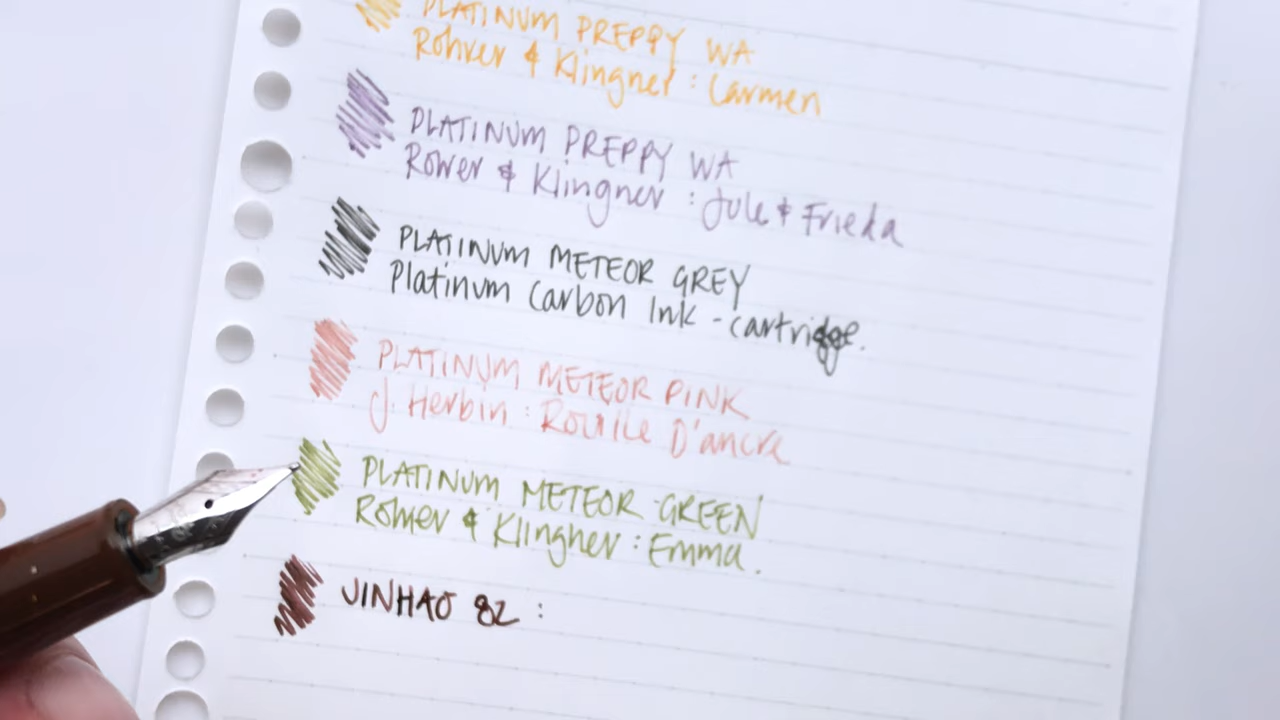 PLATINUM PREPPY WA
Rohrer & Klingner : Carmen
PLATINUM PREPPY WA
Rohrer & Klingner : Jule & Frieda
PLATINUM METEOR GREY
Platinum Carbon Ink - cartridge.
PLATINUM METEOR PINK
J. Herbin : Rouille D'ancre
PLATINUM METEOR GREEN
Rohrer & Klingner : Emma.
JINHAO 82 :